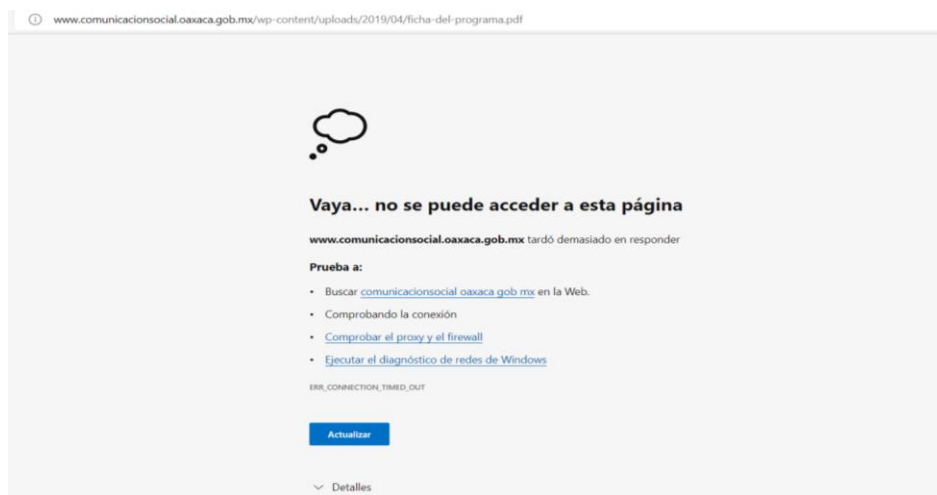 www.comunicacionsocial.oaxaca.gob.mx/wp-content/uploads/2019/04/ficha-del-programa.pdf
Vaya... no se puede acceder a esta página
www.comunicacionsocial.oaxaca.gob.mx tardó demasiado en responder
Prueba a:
• Buscar comunicacionsocial oaxaca gob mx en la Web.
• Comprobando la conexión
• Comprobar el proxy y el firewall
• Ejecutar el diagnóstico de redes de Windows
ERR_CONNECTION_TIMED_OUT
Actualizar
Detalles